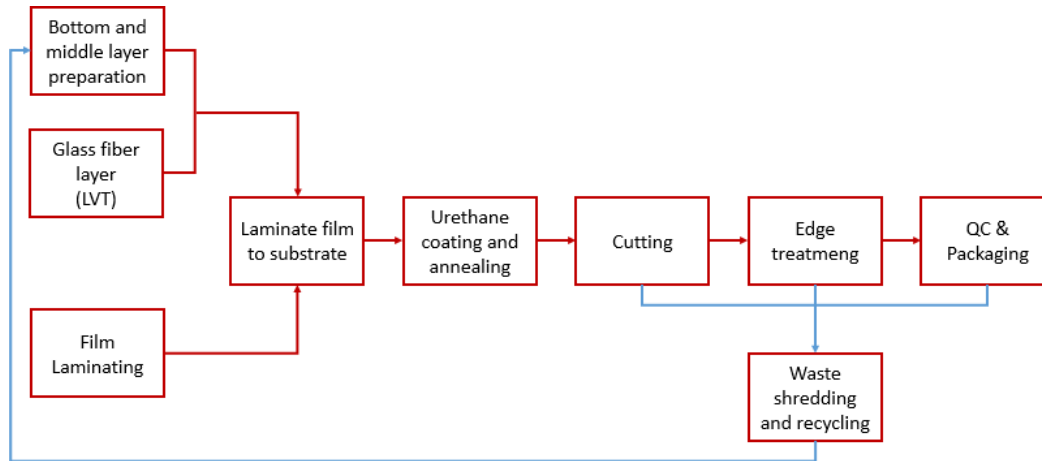 Bottom and
middle layer
preparation
Glass fiber
layer
(LVT)
Laminate film
to substrate
Urethane
coating and
annealing
Cutting
Edge
treatmeng
QC &
Packaging
Film
Laminating
Waste
shredding
and recycling